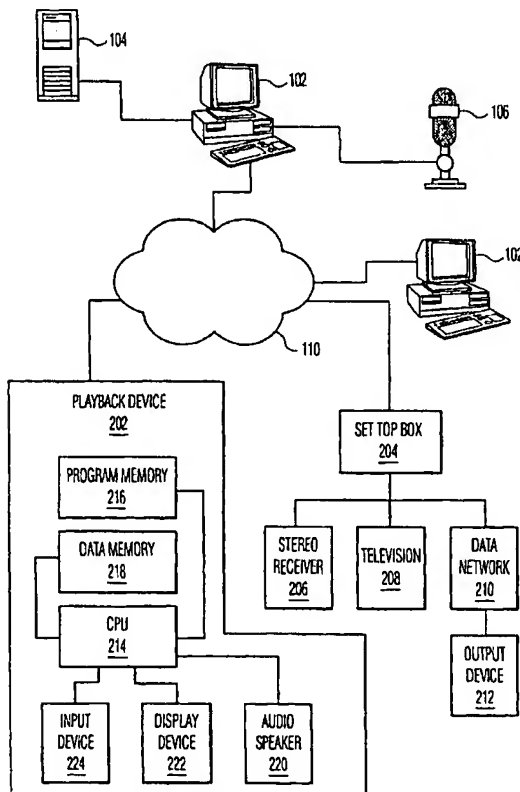 104
102
106
102
110
PLAYBACK DEVICE
202
PROGRAM MEMORY
216
DATA MEMORY
218
CPU
214
INPUT
DEVICE
224
DISPLAY
DEVICE
222
AUDIO
SPEAKER
220
SET TOP BOX
204
STEREO
RECEIVER
206
TELEVISION
208
DATA
NETWORK
210
OUTPUT
DEVICE
212